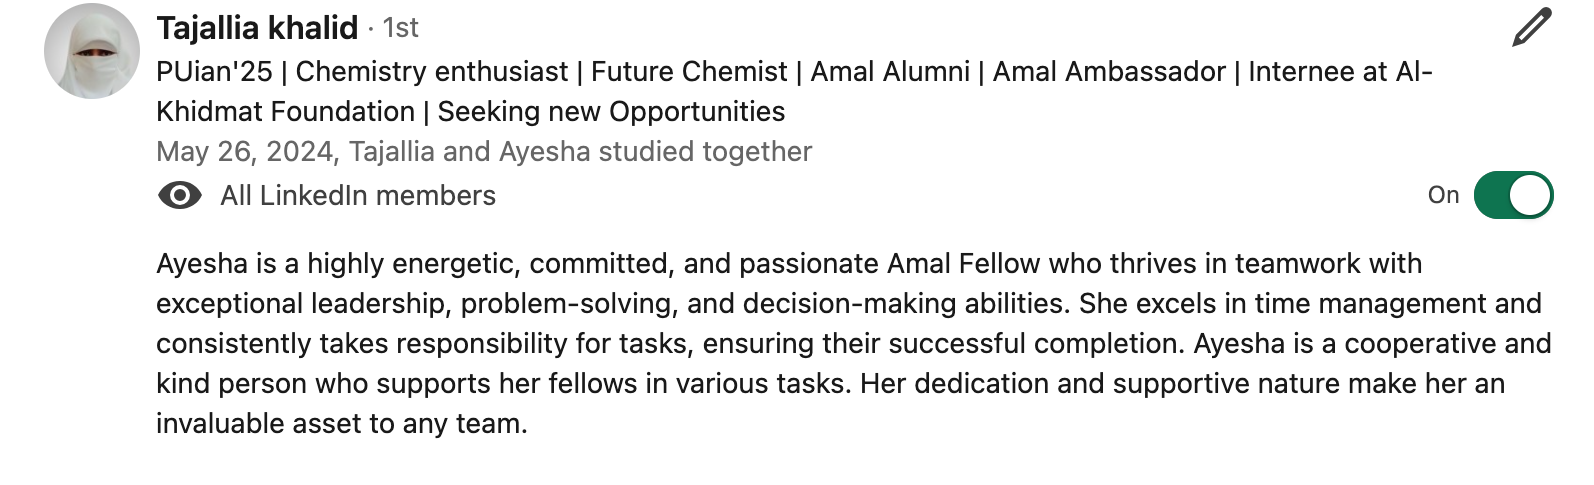 Tajallia khalid · 1st
PUian'25 | Chemistry enthusiast | Future Chemist | Amal Alumni | Amal Ambassador | Internee at Al-
Khidmat Foundation | Seeking new Opportunities
May 26, 2024, Tajallia and Ayesha studied together
All LinkedIn members
On
Ayesha is a highly energetic, committed, and passionate Amal Fellow who thrives in teamwork with
exceptional leadership, problem-solving, and decision-making abilities. She excels in time management and
consistently takes responsibility for tasks, ensuring their successful completion. Ayesha is a cooperative and
kind person who supports her fellows in various tasks. Her dedication and supportive nature make her an
invaluable asset to any team.